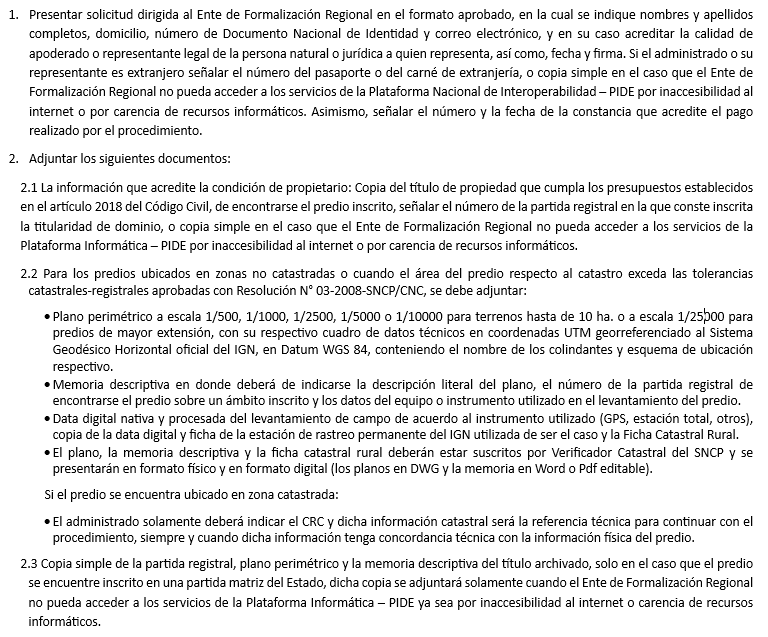 1. Presentar solicitud dirigida al Ente de Formalización Regional en el formato aprobado, en la cual se indique nombres y apellidos
completos, domicilio, número de Documento Nacional de Identidad y correo electrónico, y en su caso acreditar la calidad de
apoderado o representante legal de la persona natural o jurídica a quien representa, así como, fecha y firma. Si el administrado o su
representante es extranjero señalar el número del pasaporte o del carné de extranjería, o copia simple en el caso que el Ente de
Formalización Regional no pueda acceder a los servicios de la Plataforma Nacional de Interoperabilidad – PIDE por inaccesibilidad al
internet o por carencia de recursos informáticos. Asimismo, señalar el número y la fecha de la constancia que acredite el pago
realizado por el procedimiento.
2. Adjuntar los siguientes documentos:
2.1 La información que acredite la condición de propietario: Copia del título de propiedad que cumpla los presupuestos establecidos
en el artículo 2018 del Código Civil, de encontrarse el predio inscrito, señalar el número de la partida registral en la que conste inscrita
la titularidad de dominio, o copia simple en el caso que el Ente de Formalización Regional no pueda acceder a los servicios de la
Plataforma Informática – PIDE por inaccesibilidad al internet o por carencia de recursos informáticos.
2.2 Para los predios ubicados en zonas no catastradas o cuando el área del predio respecto al catastro exceda las tolerancias
catastrales-registrales aprobadas con Resolución N° 03-2008-SNCP/CNC, se debe adjuntar:
• Plano perimétrico a escala 1/500, 1/1000, 1/2500, 1/5000 o 1/10000 para terrenos hasta de 10 ha. o a escala 1/25000 para
predios de mayor extensión, con su respectivo cuadro de datos técnicos en coordenadas UTM georreferenciado al Sistema
Geodésico Horizontal oficial del IGN, en Datum WGS 84, conteniendo el nombre de los colindantes y esquema de ubicación
respectivo.
• Memoria descriptiva en donde deberá de indicarse la descripción literal del plano, el número de la partida registral de
encontrarse el predio sobre un ámbito inscrito y los datos del equipo o instrumento utilizado en el levantamiento del predio.
• Data digital nativa y procesada del levantamiento de campo de acuerdo al instrumento utilizado (GPS, estación total, otros),
copia de la data digital y ficha de la estación de rastreo permanente del IGN utilizada de ser el caso y la Ficha Catastral Rural.
• El plano, la memoria descriptiva y la ficha catastral rural deberán estar suscritos por Verificador Catastral del SNCP y se
presentarán en formato físico y en formato digital (los planos en DWG y la memoria en Word o Pdf editable).
Si el predio se encuentra ubicado en zona catastrada:
• El administrado solamente deberá indicar el CRC y dicha información catastral será la referencia técnica para continuar con el
procedimiento, siempre y cuando dicha información tenga concordancia técnica con la información física del predio.
2.3 Copia simple de la partida registral, plano perimétrico y la memoria descriptiva del título archivado, solo en el caso que el predio
se encuentre inscrito en una partida matriz del Estado, dicha copia se adjuntará solamente cuando el Ente de Formalización Regional
no pueda acceder a los servicios de la Plataforma Informática – PIDE ya sea por inaccesibilidad al internet o carencia de recursos
informáticos.